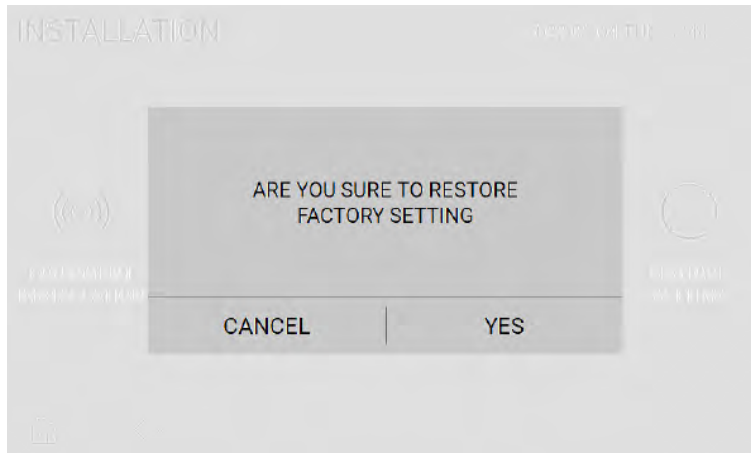 INSTALLATION
ARE YOU SURE TO RESTORE
FACTORY SETTING
CANCEL
YES